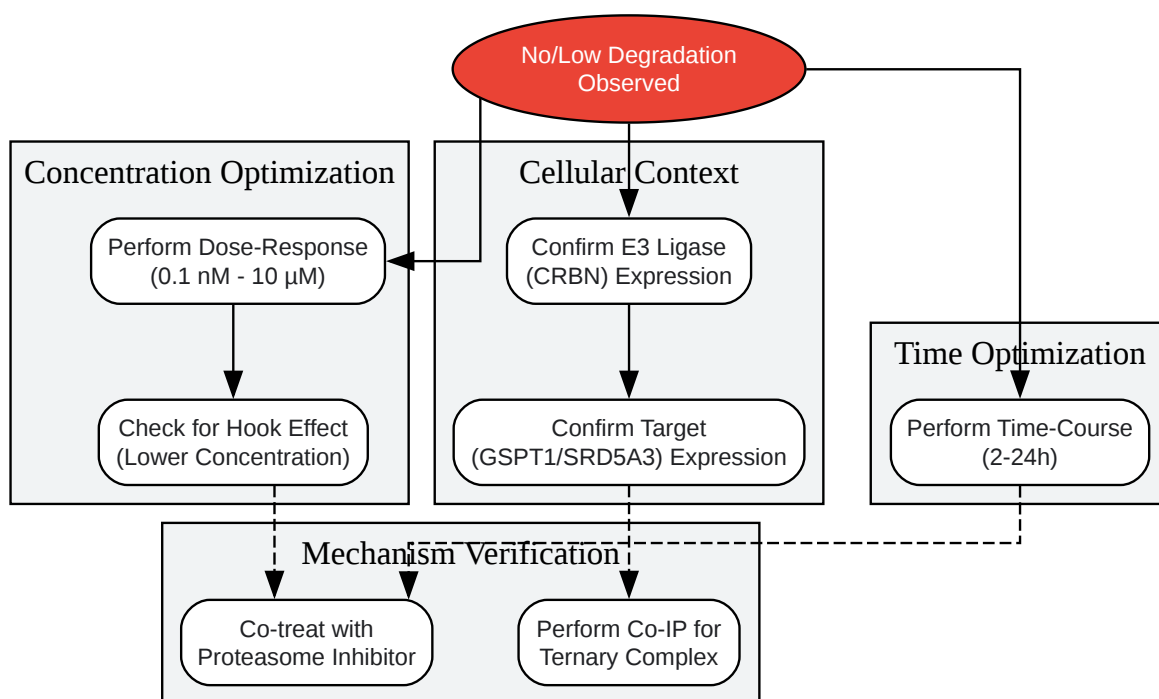 No/Low Degradation
Observed
Concentration Optimization
Perform Dose-Response
(0.1 nM - 10 µM)
Check for Hook Effect
(Lower Concentration)
Cellular Context
Confirm E3 Ligase
(CRBN) Expression
Confirm Target
(GSPT1/SRD5A3) Expression
Time Optimization
Perform Time-Course
(2-24h)
Mechanism Verification
Co-treat with
Proteasome Inhibitor
Perform Co-IP for
Ternary Complex